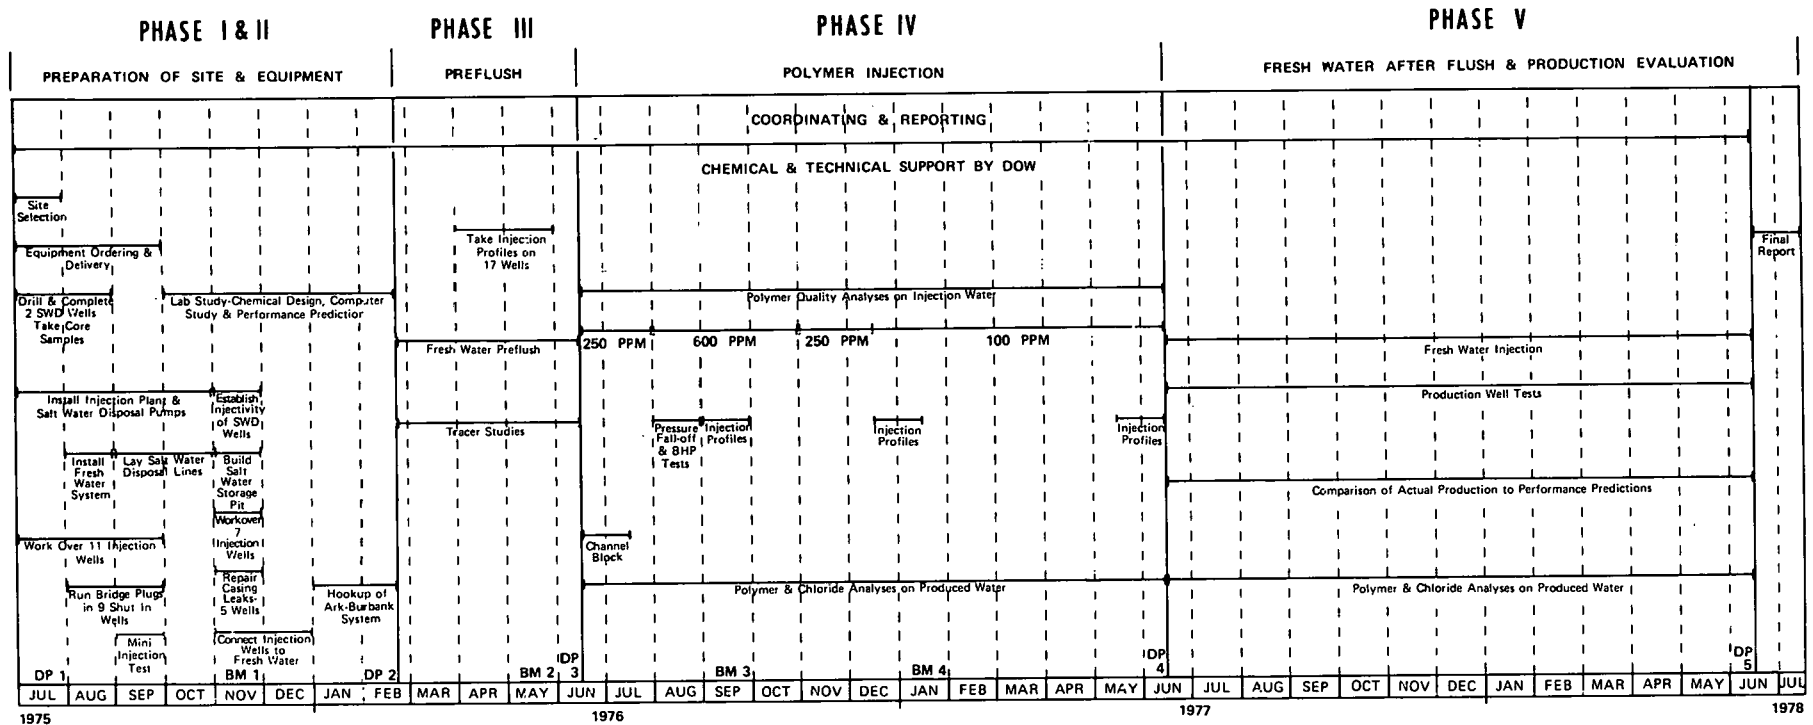 PHASE I & II
PHASE III
PHASE IV
PHASE V
PREPARATION OF SITE & EQUIPMENT
PREFLUSH
POLYMER INJECTION
FRESH WATER AFTER FLUSH & PRODUCTION EVALUATION
COORDINATING & REPORTING
CHEMICAL & TECHNICAL SUPPORT BY DOW
Site
Selection
Equipment Ordering &
Delivery
Drill & Complete
2 SWD Wells
Take Core
Samples
Lab Study-Chemical Design, Computer
Study & Performance Prediction
Install Injection Plant &
Salt Water Disposal Pumps
Establish
Injectivity
of SWD
Wells
Install
Fresh
Water
System
Lay Salt Water
Disposal Lines
Build
Salt
Water
Storage
Pit
Workover
7
Injection
Wells
Work Over 11 Injection
Wells
Repair
Casing
Leaks-
5 Wells
Run Bridge Plugs
in 9 Shut In
Wells
Hookup of
Ark-Burbank
System
Mini
Injection
Test
Connect Injection
Wells to
Fresh Water
Take Injection
Profiles on
17 Wells
Fresh Water Preflush
Tracer Studies
Polymer Quality Analyses on Injection Water
250 PPM
600 PPM
250 PPM
100 PPM
Pressure
Fall-off
& BHP
Tests
Injection
Profiles
Injection
Profiles
Injection
Profiles
Channel
Block
Polymer & Chloride Analyses on Produced Water
Final
Report
Fresh Water Injection
Production Well Tests
Comparison of Actual Production to Performance Predictions
Polymer & Chloride Analyses on Produced Water
DP 1
BM 1
DP 2
BM 2
DP
3
BM 3
BM 4
DP
4
DP
5
JUL AUG SEP OCT NOV DEC JAN FEB MAR APR MAY JUN JUL AUG SEP OCT NOV DEC JAN FEB MAR APR MAY JUN JUL AUG SEP OCT NOV DEC JAN FEB MAR APR MAY JUN JUL
1975
1976
1977
1978